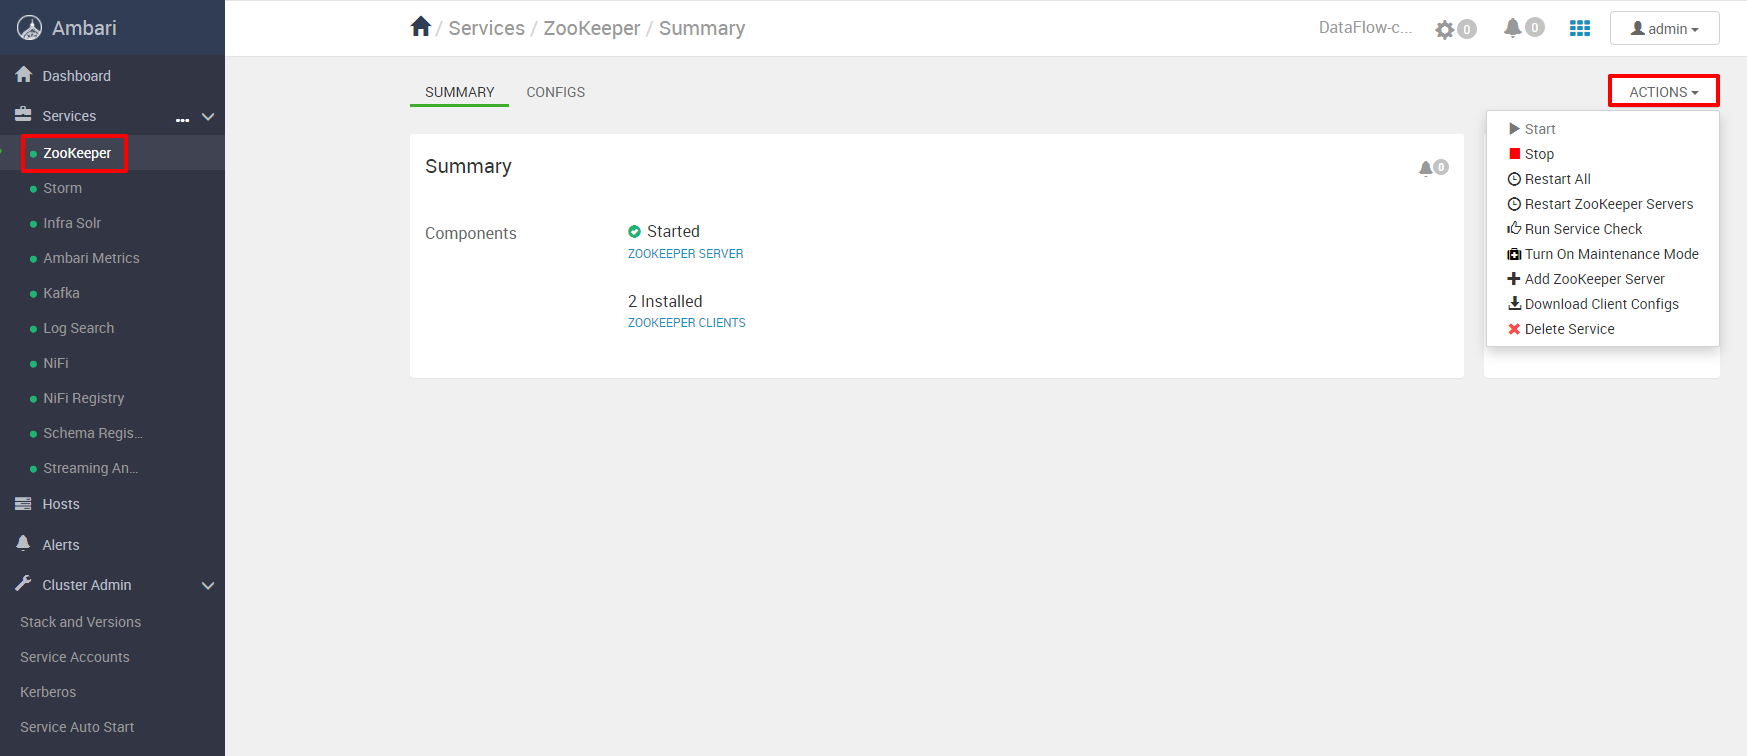 Ambari
Dashboard
Services ...
ZooKeeper
Storm
Infra Solr
Ambari Metrics
Kafka
Log Search
NiFi
NiFi Registry
Schema Regis...
Streaming An...
Hosts
Alerts
Cluster Admin
Stack and Versions
Service Accounts
Kerberos
Service Auto Start
/ Services / ZooKeeper / Summary
DataFlow-c... 0 0 admin
SUMMARY CONFIGS
ACTIONS
Start
Stop
Restart All
Restart ZooKeeper Servers
Run Service Check
Turn On Maintenance Mode
Add ZooKeeper Server
Download Client Configs
Delete Service
Summary 0
Components
Started
ZOOKEEPER SERVER
2 Installed
ZOOKEEPER CLIENTS